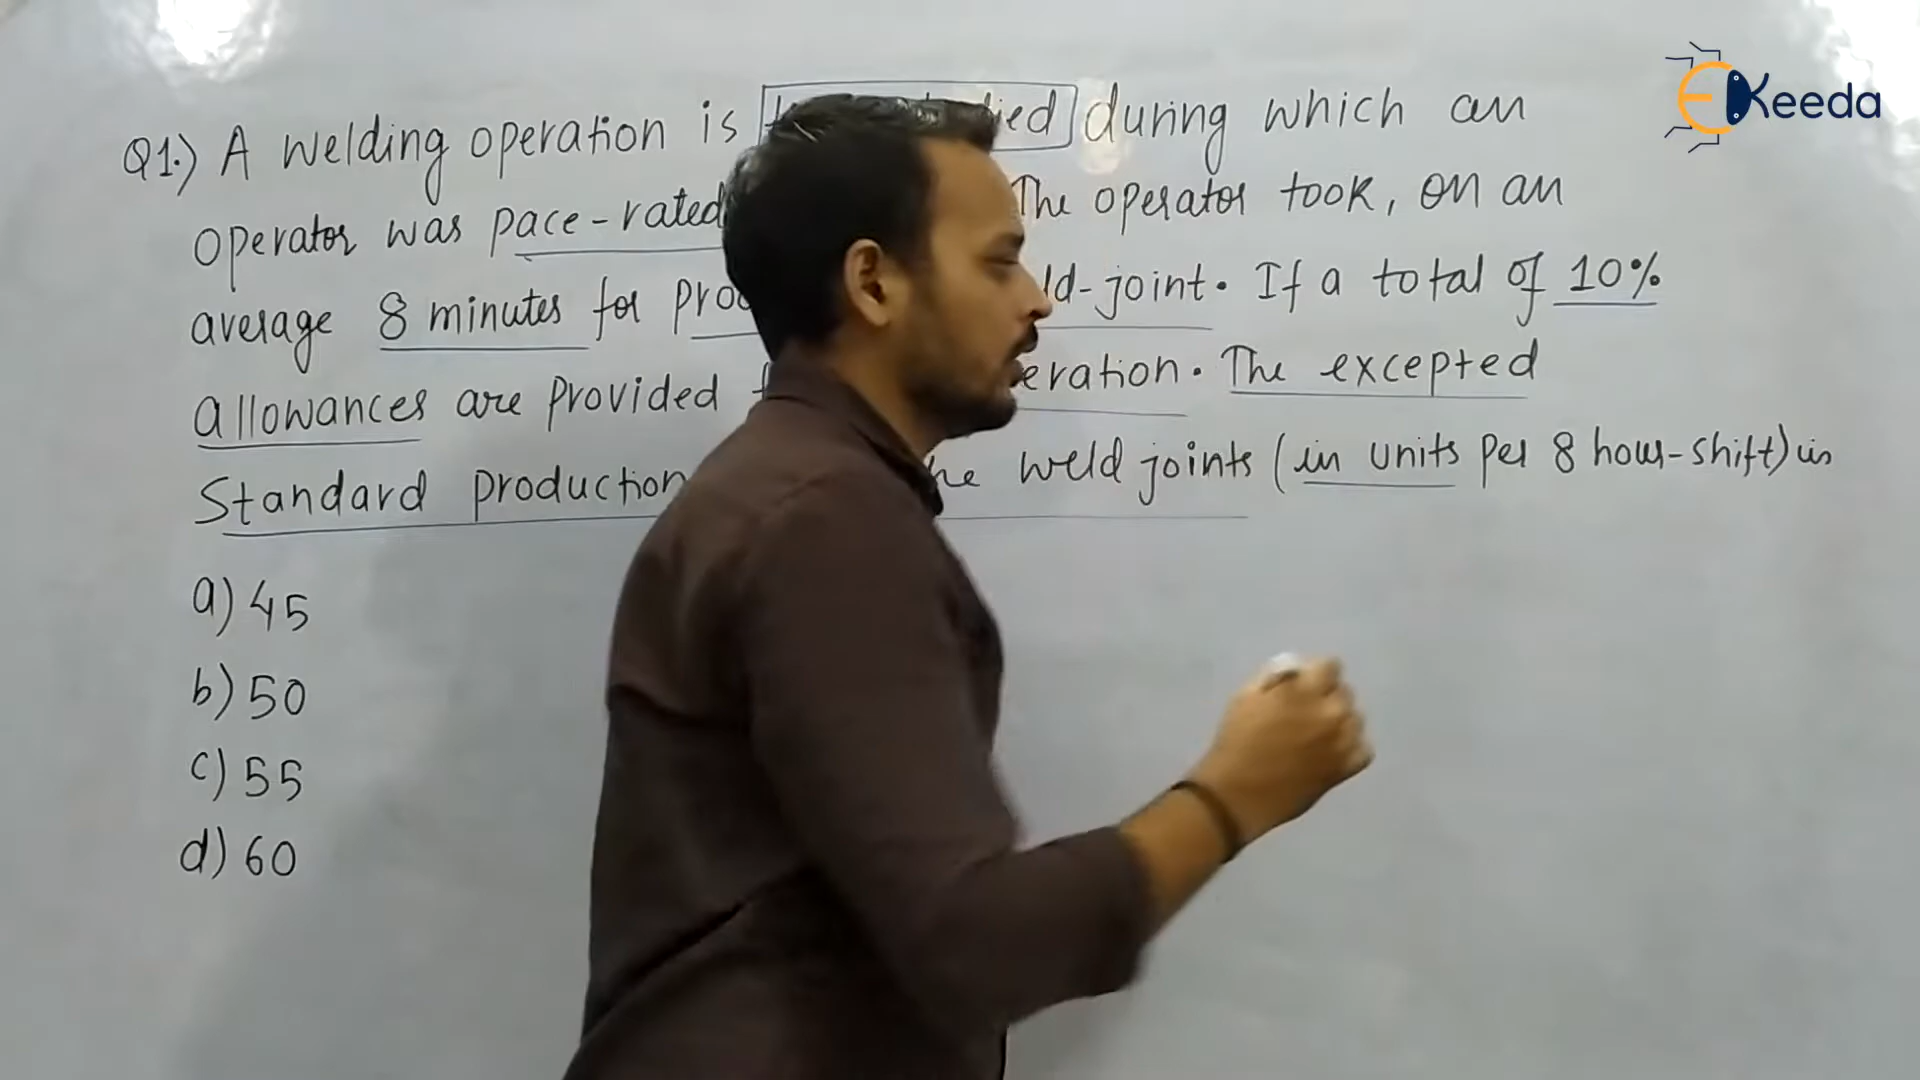 Keeda
Q1.) A welding operation is during which an
operator was pace-rated The operator took, on an
average 8 minutes for ld-joint. If a total of 10%
allowances are provided eration. The excepted
Standard production he weld joints (in units per 8 hour-shift) is
a) 45
b) 50
c) 55
d) 60